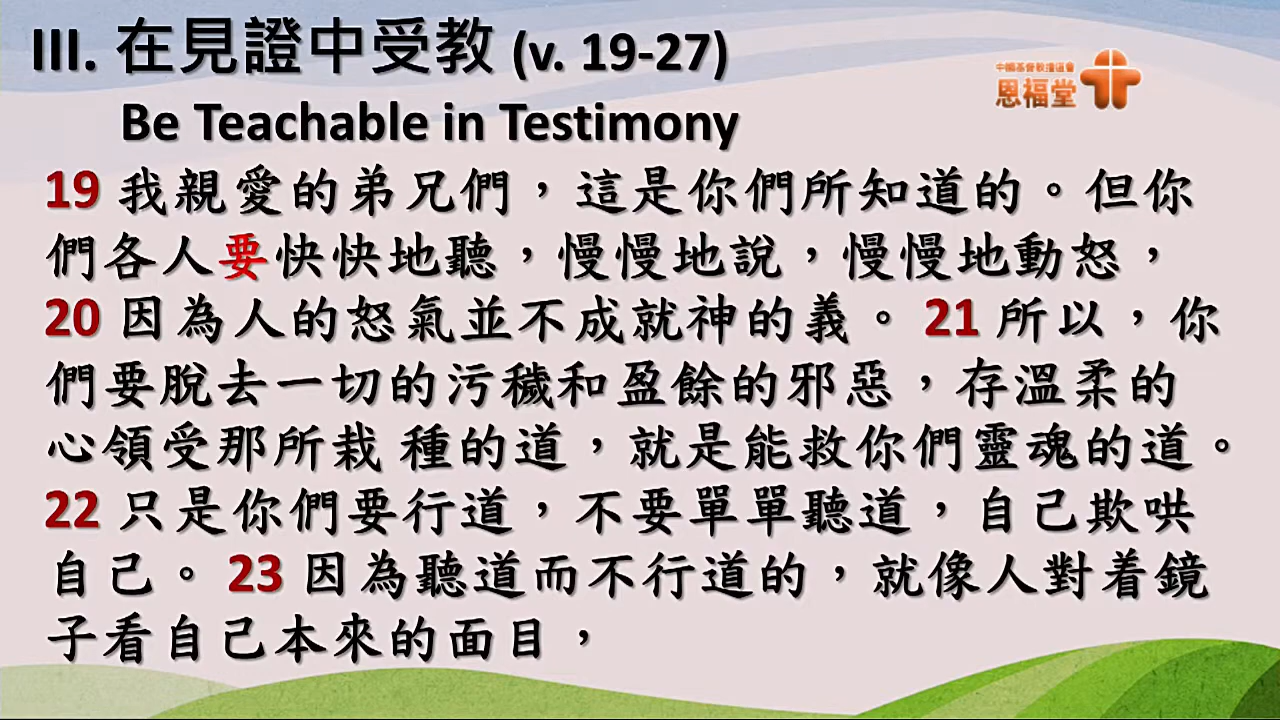 III. 在見證中受教 (v. 19-27)
Be Teachable in Testimony
中國基督教播道會
恩福堂
19 我親愛的弟兄們，這是你們所知道的。但你
們各人要快快地聽，慢慢地說，慢慢地動怒，
20 因為人的怒氣並不成就神的義。 21 所以，你
們要脫去一切的污穢和盈餘的邪惡，存溫柔的
心領受那所栽 種的道，就是能救你們靈魂的道。
22 只是你們要行道，不要單單聽道，自己欺哄
自己。 23 因為聽道而不行道的，就像人對着鏡
子看自己本來的面目，